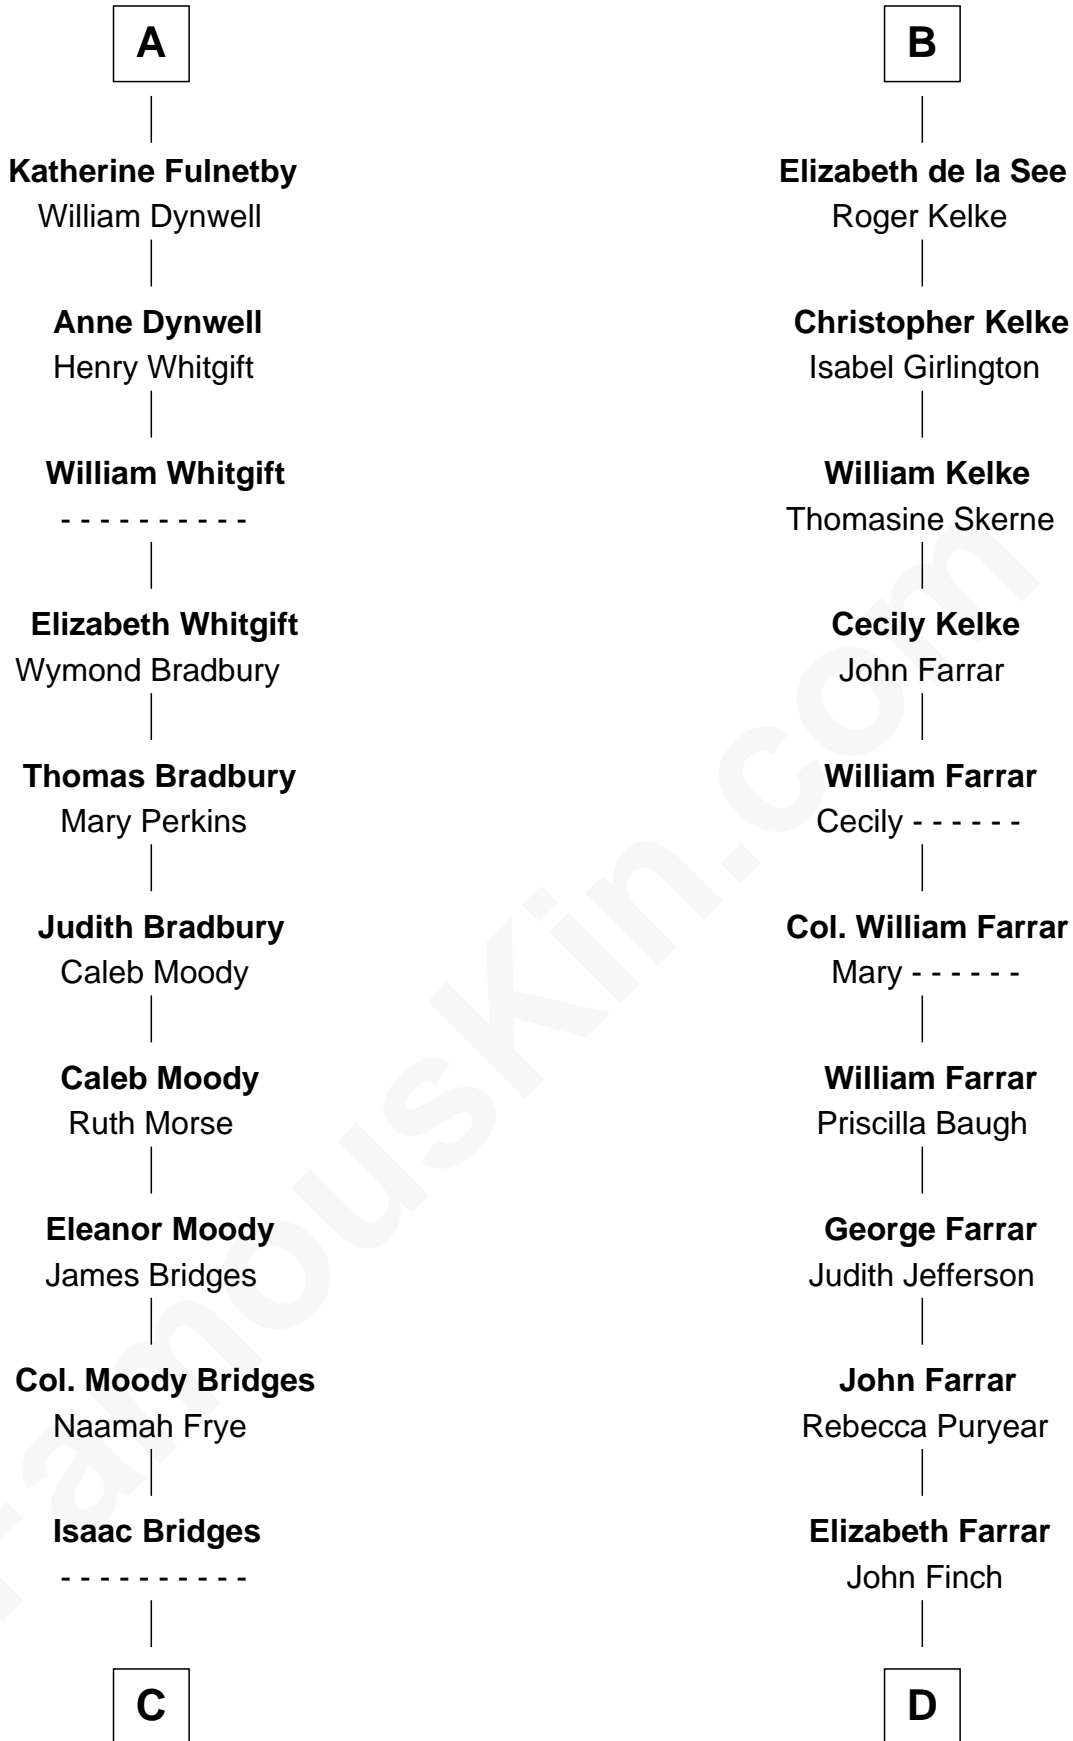 A
Katherine Fulnetby
William Dynwell
Anne Dynwell
Henry Whitgift
William Whitgift
- - - - - - - - - -
Elizabeth Whitgift
Wymond Bradbury
Thomas Bradbury
Mary Perkins
Judith Bradbury
Caleb Moody
Caleb Moody
Ruth Morse
Eleanor Moody
James Bridges
Col. Moody Bridges
Naamah Frye
Isaac Bridges
- - - - - - - - - -
C
B
Elizabeth de la See
Roger Kelke
Christopher Kelke
Isabel Girlington
William Kelke
Thomasine Skerne
Cecily Kelke
John Farrar
William Farrar
Cecily - - - - - -
Col. William Farrar
Mary - - - - - -
William Farrar
Priscilla Baugh
George Farrar
Judith Jefferson
John Farrar
Rebecca Puryear
Elizabeth Farrar
John Finch
D
FamousKin.com